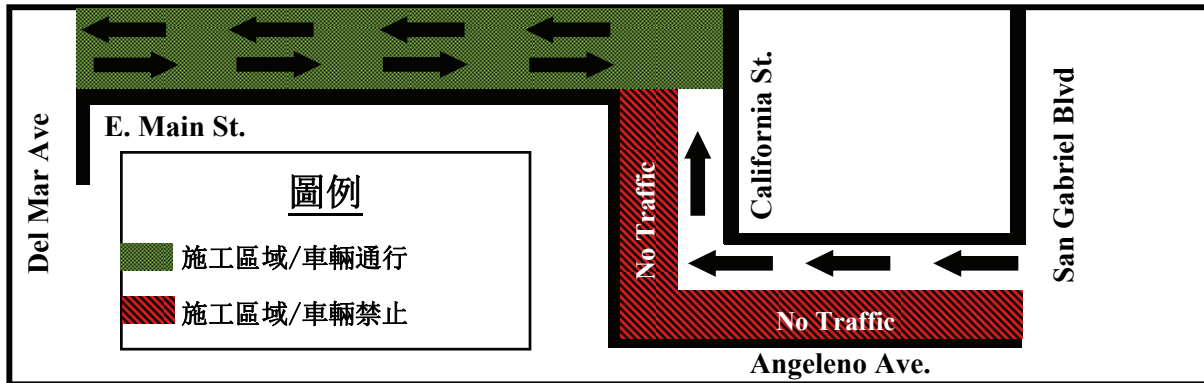 Del Mar Ave
E. Main St.
圖例
施工區域/車輛通行
施工區域/車輛禁止
No Traffic
California St.
San Gabriel Blvd
No Traffic
Angeleno Ave.